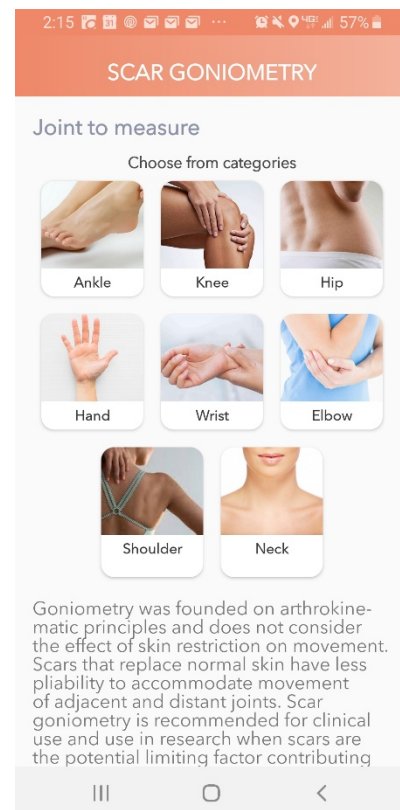 2:15 31 ... 4G 57%
SCAR GONIOMETRY
Joint to measure
Choose from categories
Ankle Knee Hip
Hand Wrist Elbow
Shoulder Neck
Goniometry was founded on arthrokine-
matic principles and does not consider
the effect of skin restriction on movement.
Scars that replace normal skin have less
pliability to accommodate movement
of adjacent and distant joints. Scar
goniometry is recommended for clinical
use and use in research when scars are
the potential limiting factor contributing